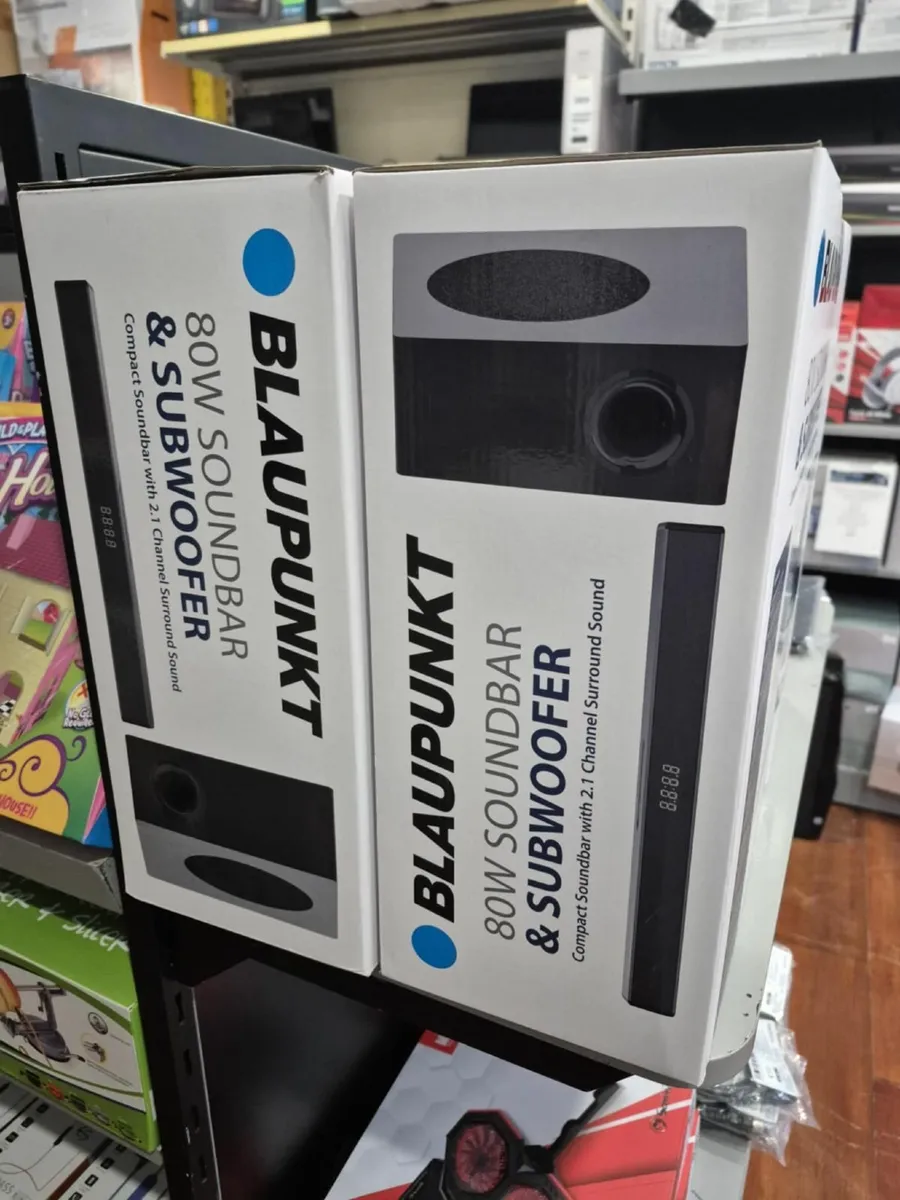 BLAUPUNKT
80W SOUNDBAR
& SUBWOOFER
Compact Soundbar with 2.1 Channel Surround Sound
8:8:8.8
BLAUPUNKT
80W SOUNDBAR
& SUBWOOFER
Compact Soundbar with 2.1 Channel Surround Sound
8:8:8.8